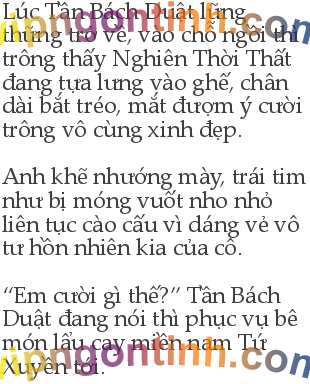 Lúc Tần Bách Duật lững
thững trở về, vào chỗ ngồi thì
trông thấy Nghiên Thời Thất
đang tựa lưng vào ghế, chân
dài bắt tréo, mắt đượm ý cười
trông vô cùng xinh đẹp.
Anh khẽ nhướng mày, trái tim
như bị móng vuốt nho nhỏ
liên tục cào cấu vì dáng vẻ vô
tư hồn nhiên kia của cô.
“Em cười gì thế?” Tần Bách
Duật đang nói thì phục vụ bê
món lẩu cay miền nam Tứ
Xuyên tới.